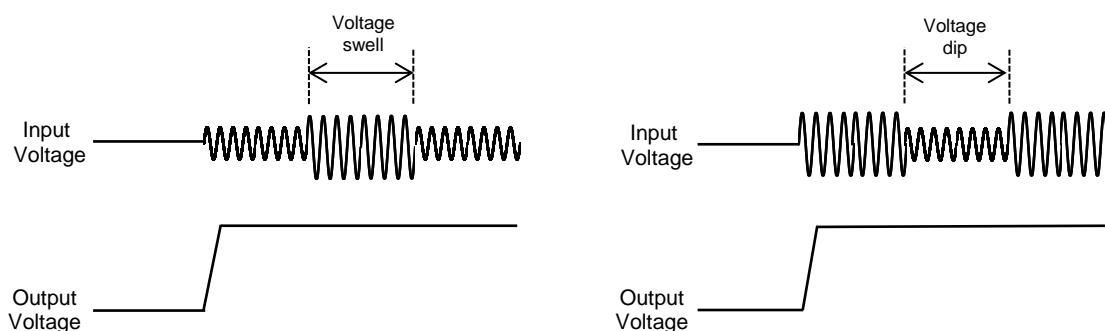 Voltage
swell
Input
Voltage
Output
Voltage
Voltage
dip
Input
Voltage
Output
Voltage